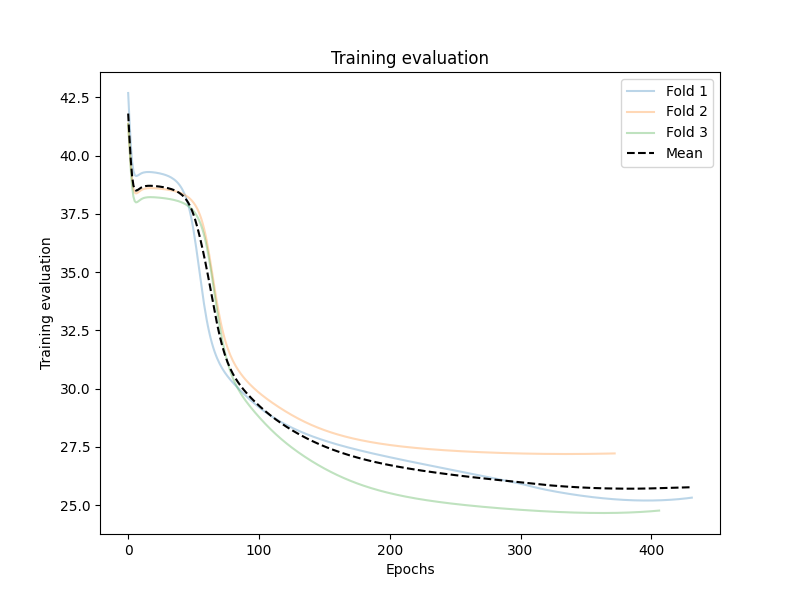 Training evaluation
42.5
40.0
37.5
35.0
32.5
30.0
27.5
25.0
Training evaluation
0
100
200
300
400
Epochs
Fold 1
Fold 2
Fold 3
Mean